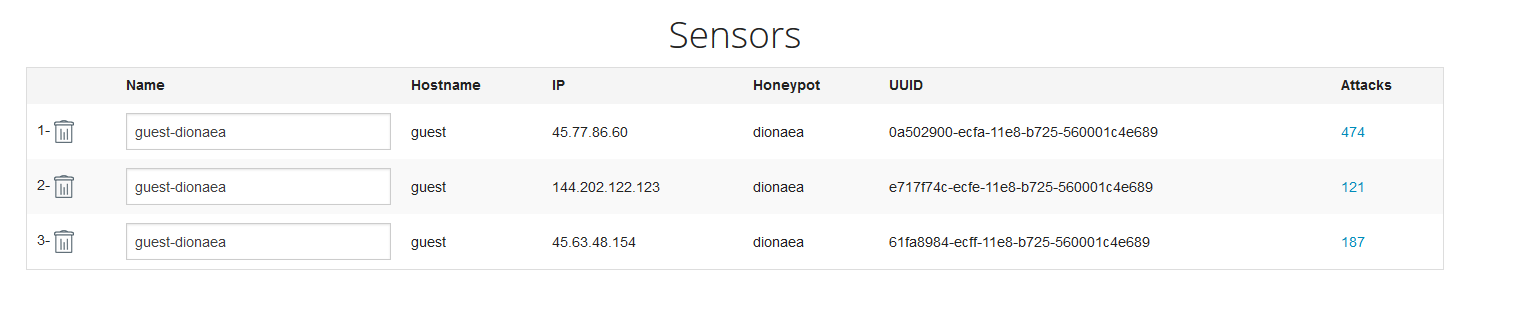 Sensors
Name Hostname IP Honeypot UUID Attacks
1- guest-dionaea guest 45.77.86.60 dionaea 0a502900-ecfa-11e8-b725-560001c4e689 474
2- guest-dionaea guest 144.202.122.123 dionaea e717f74c-ecfe-11e8-b725-560001c4e689 121
3- guest-dionaea guest 45.63.48.154 dionaea 61fa8984-ecff-11e8-b725-560001c4e689 187